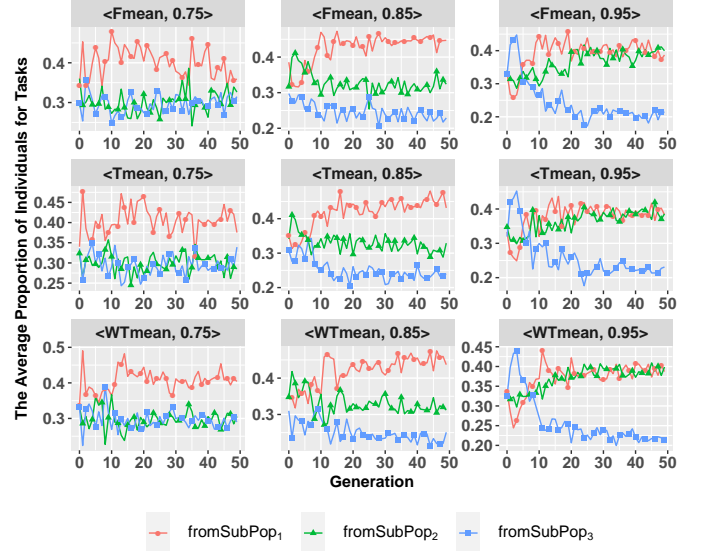 <Fmean, 0.75> <Fmean, 0.85> <Fmean, 0.95>
0.4
0.3
0 10 20 30 40 50
0.4
0.3
0.2
0 10 20 30 40 50
0.4
0.3
0.2
0 10 20 30 40 50
<Tmean, 0.75> <Tmean, 0.85> <Tmean, 0.95>
0.45
0.40
0.35
0.30
0.25
0 10 20 30 40 50
0.4
0.3
0.2
0 10 20 30 40 50
0.4
0.3
0.2
0 10 20 30 40 50
<WTmean, 0.75> <WTmean, 0.85> <WTmean, 0.95>
0.5
0.4
0.3
0 10 20 30 40 50
0.4
0.3
0 10 20 30 40 50
0.45
0.40
0.35
0.30
0.25
0.20
0 10 20 30 40 50
The Average Proportion of Individuals for Tasks
Generation
fromSubPop₁ fromSubPop₂ fromSubPop₃